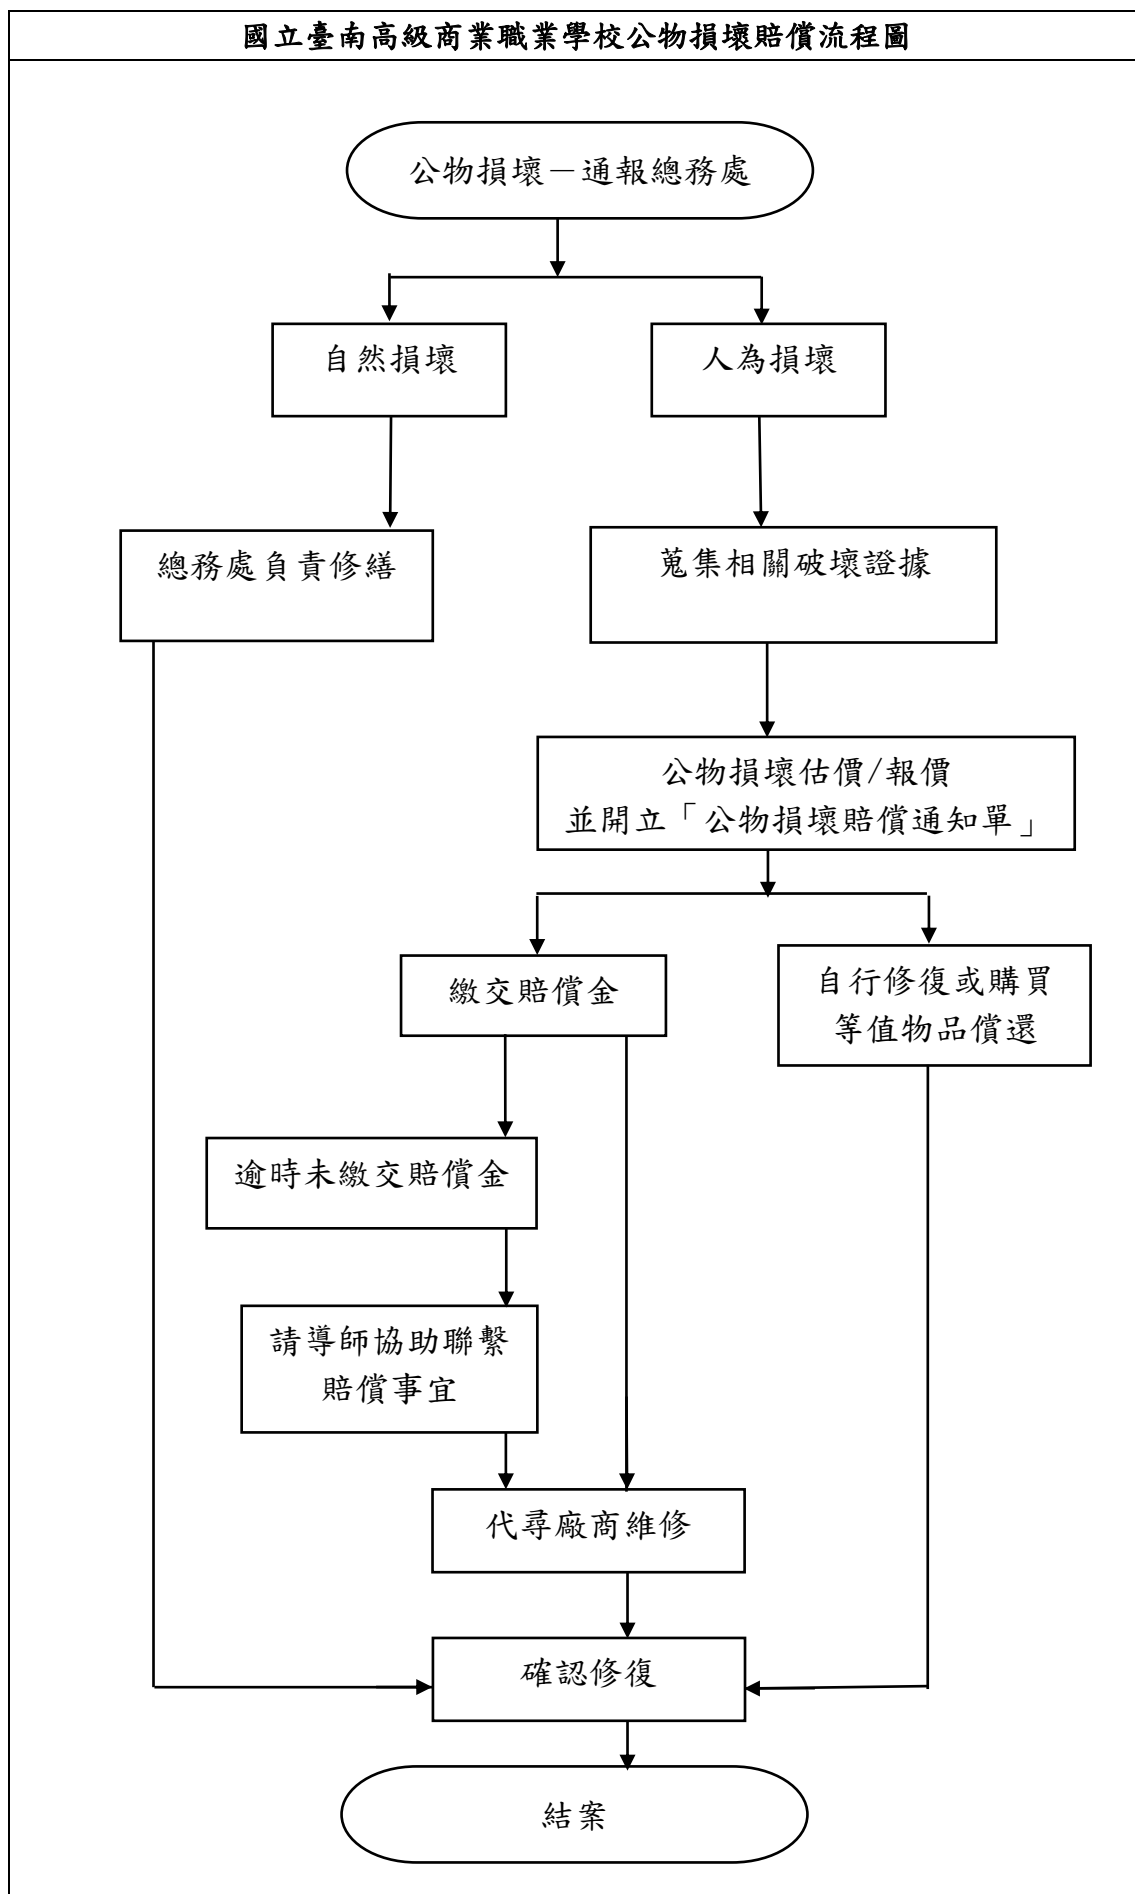 國立臺南高級商業職業學校公物損壞賠償流程圖
公物損壞－通報總務處
自然損壞
人為損壞
總務處負責修繕
蒐集相關破壞證據
公物損壞估價/報價
並開立「公物損壞賠償通知單」
繳交賠償金
自行修復或購買
等值物品償還
逾時未繳交賠償金
請導師協助聯繫
賠償事宜
代尋廠商維修
確認修復
結案